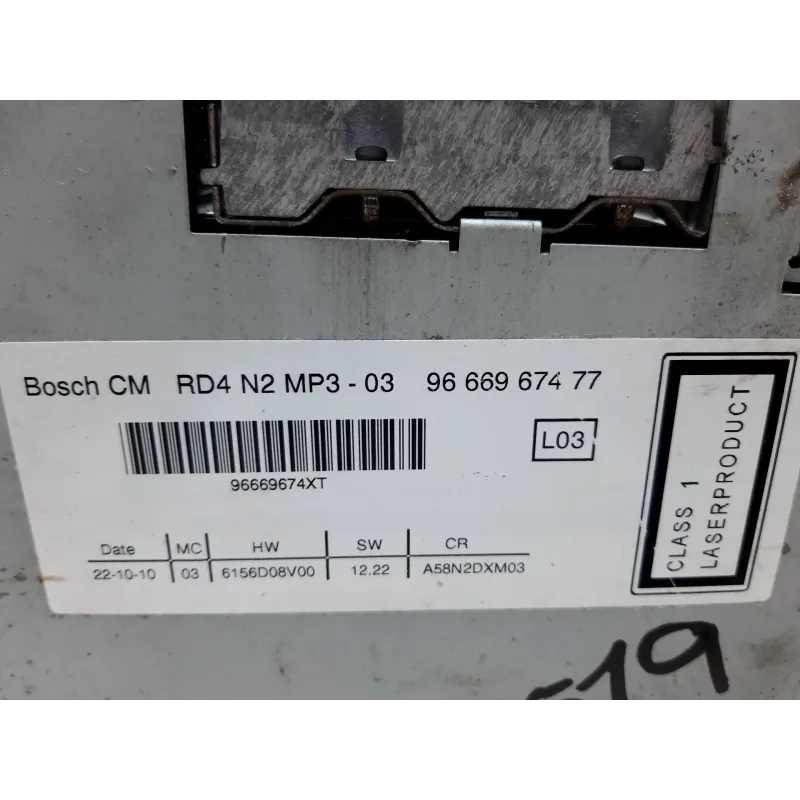 Bosch CM RD4 N2 MP3 - 03 96 669 674 77
L03
96669674XT
Date MC HW SW CR
22-10-10 03 6156D08V00 12.22 A58N2DXM03
CLASS 1
LASERPRODUCT
519